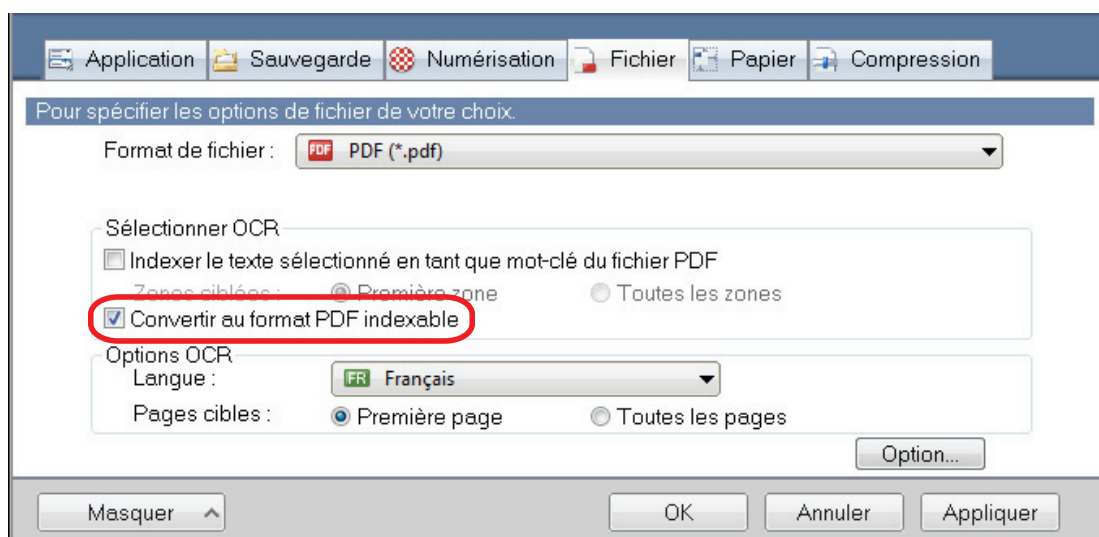 Application Sauvegarde Numérisation Fichier Papier Compression
Pour spécifier les options de fichier de votre choix.
Format de fichier : PDF PDF (*.pdf)
Sélectionner OCR
Indexer le texte sélectionné en tant que mot-clé du fichier PDF
Zones ciblées : Première zone Toutes les zones
Convertir au format PDF indexable
Options OCR
Langue : FR Français
Pages cibles : Première page Toutes les pages
Option...
Masquer OK Annuler Appliquer